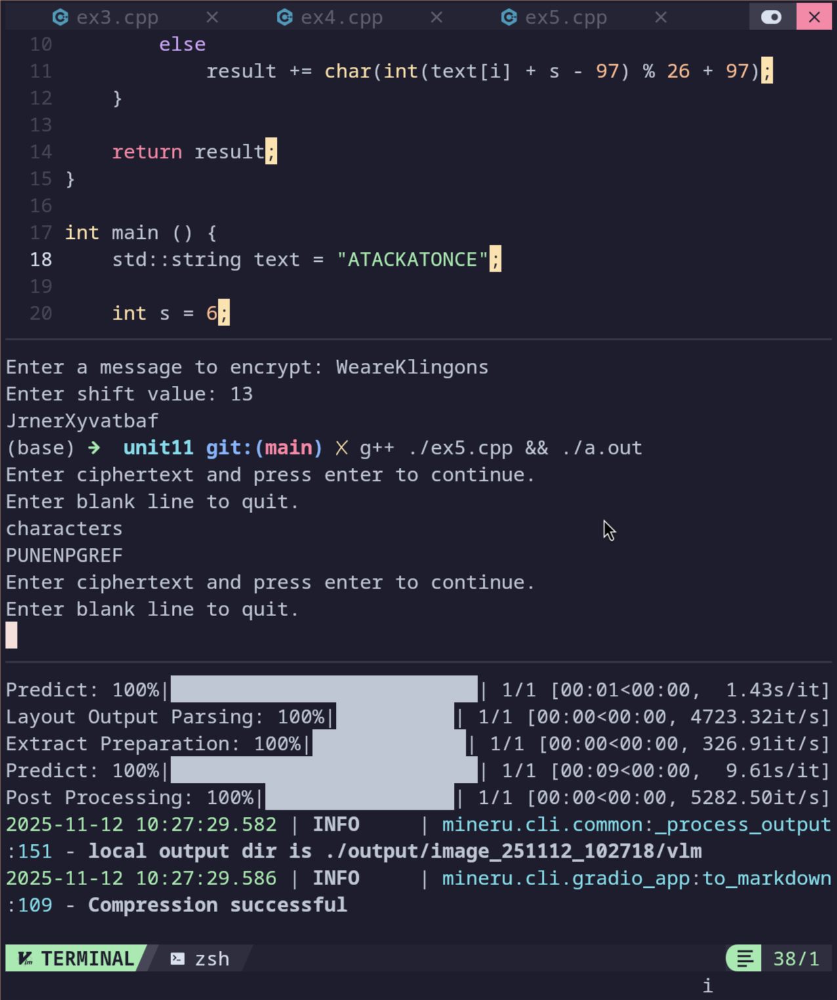 ex3.cpp × ex4.cpp × ex5.cpp × ×
10 else
11 result += char(int(text[i] + s - 97) % 26 + 97);
12 }
13
14 return result;
15 }
16
17 int main () {
18 std::string text = "ATACKATONCE";
19
20 int s = 6;
Enter a message to encrypt: WeareKlingons
Enter shift value: 13
JrnerXyvatbaf
(base) ➜ unit11 git:(main) ✗ g++ ./ex5.cpp && ./a.out
Enter ciphertext and press enter to continue.
Enter blank line to quit.
characters
PUNENPGREF
Enter ciphertext and press enter to continue.
Enter blank line to quit.
Predict: 100%| | 1/1 [00:01<00:00, 1.43s/it]
Layout Output Parsing: 100%| | 1/1 [00:00<00:00, 4723.32it/s]
Extract Preparation: 100%| | 1/1 [00:00<00:00, 326.91it/s]
Predict: 100%| | 1/1 [00:09<00:00, 9.61s/it]
Post Processing: 100%| | 1/1 [00:00<00:00, 5282.50it/s]
2025-11-12 10:27:29.582 | INFO | mineru.cli.common:_process_output
:151 - local output dir is ./output/image_251112_102718/vlm
2025-11-12 10:27:29.586 | INFO | mineru.cli.gradio_app:to_markdown
:109 - Compression successful
TERMINAL zsh 38/1
i